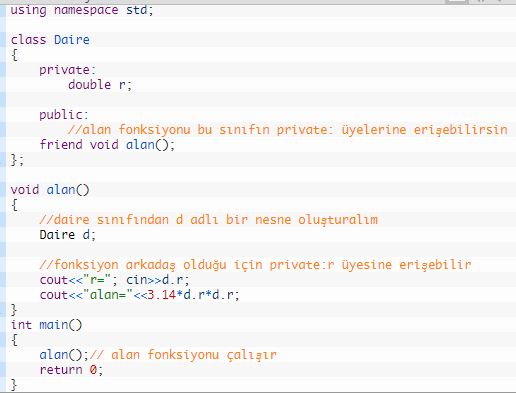 using namespace std;
class Daire
{
private:
double r;
public:
//alan fonksiyonu bu sınıfın private: üyelerine erişebilirsin
friend void alan();
};
void alan()
{
//daire sınıfından d adlı bir nesne oluşturalım
Daire d;
//fonksiyon arkadaş olduğu için private:r üyesine erişebilir
cout<<"r="; cin>>d.r;
cout<<"alan="<<3.14*d.r*d.r;
}
int main()
{
alan();// alan fonksiyonu çalışır
return 0;
}